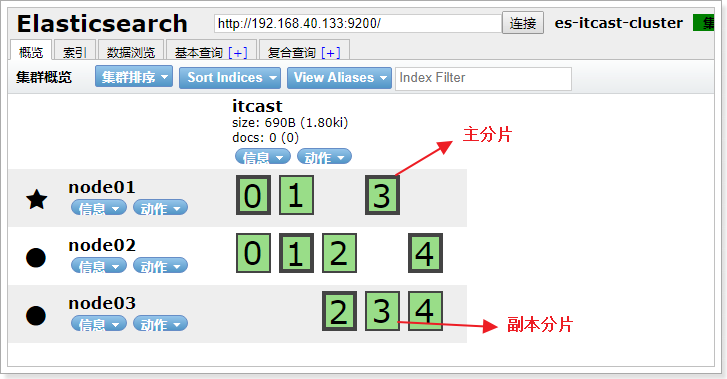 Elasticsearch http://192.168.40.133:9200/ 连接 es-itcast-cluster
概览 索引 数据浏览 基本查询 [+] 复合查询 [+]
集群概览 集群排序 Sort Indices View Aliases Index Filter
itcast
size: 690B (1.80ki)
docs: 0 (0)
信息 动作
主分片
node01 0 1 3
信息 动作
node02 0 1 2 4
信息 动作
node03 2 3 4
信息 动作
副本分片